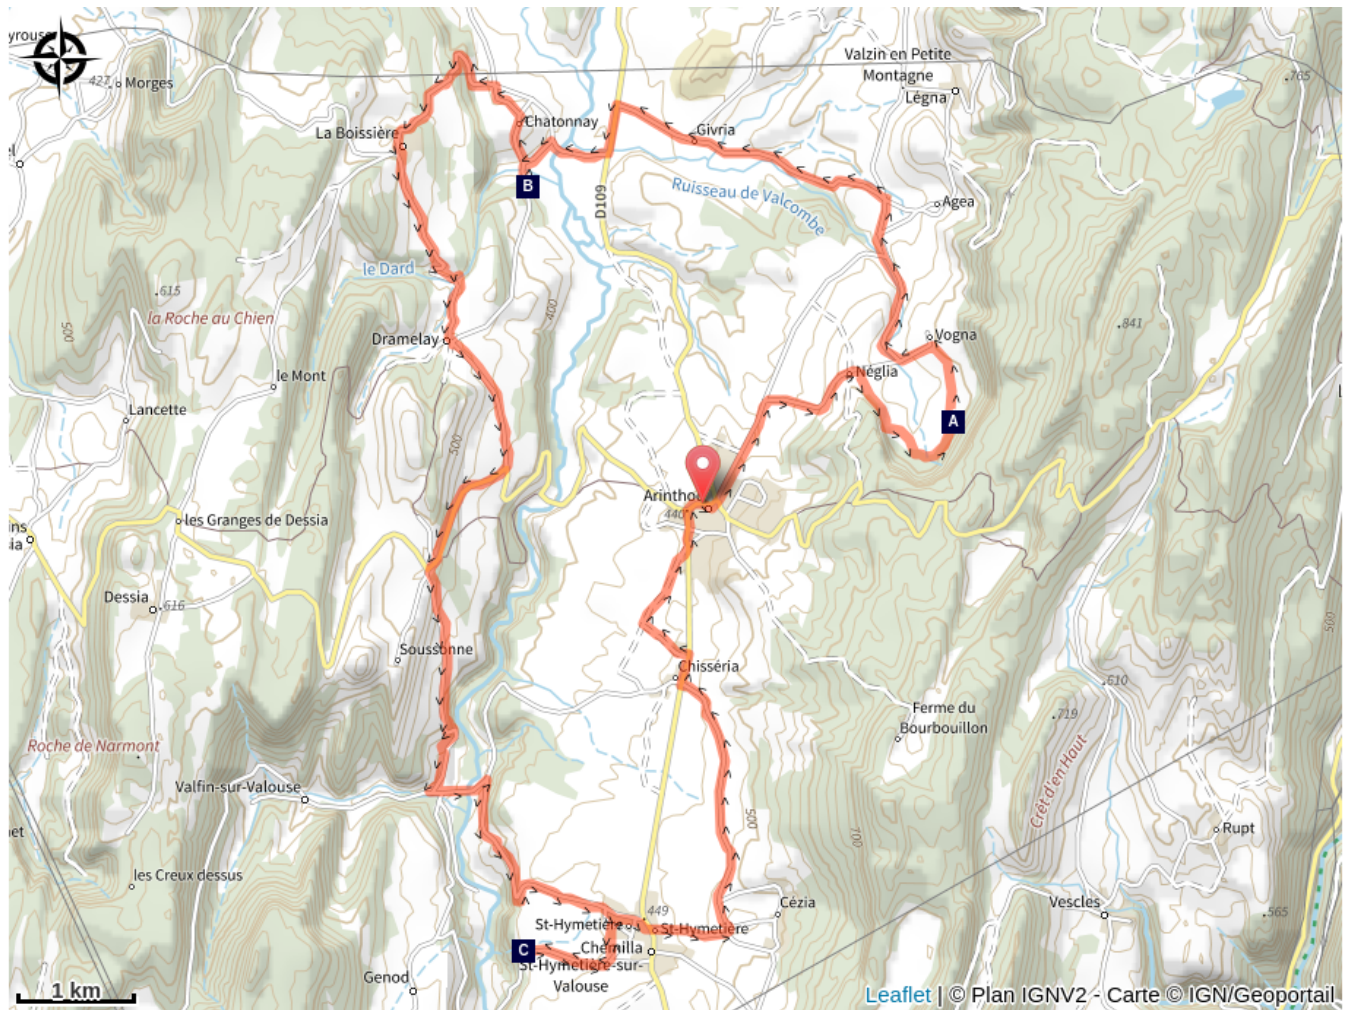 Valzin en Petite
Montagne
427
Morges
765
Légna
Chatonnay
Givria
La Boissière
B
Ruisseau de Valcombe
D109
Agea
le Dard
615
la Roche au Chien
400
841
500
Dramelay
Vogna
le Mont
Néglia
Lancette
A
500
Arinthod
440
les Granges de Dessia
Dessia
616
500
Soussonne
Chisséria
610
Ferme du
Bourbouillon
719
Roche de Narmont
Crêt d'en Haut
Valfin-sur-Valouse
500
700
Rupt
les Creux dessus
Cézia
449
Vescles
565
St-Hymetière
St-Hymetière
C
Chemilla
St-Hymetière-sur-
Valouse
Genod
1 km
Leaflet | © Plan IGNV2 - Carte © IGN/Geoportail